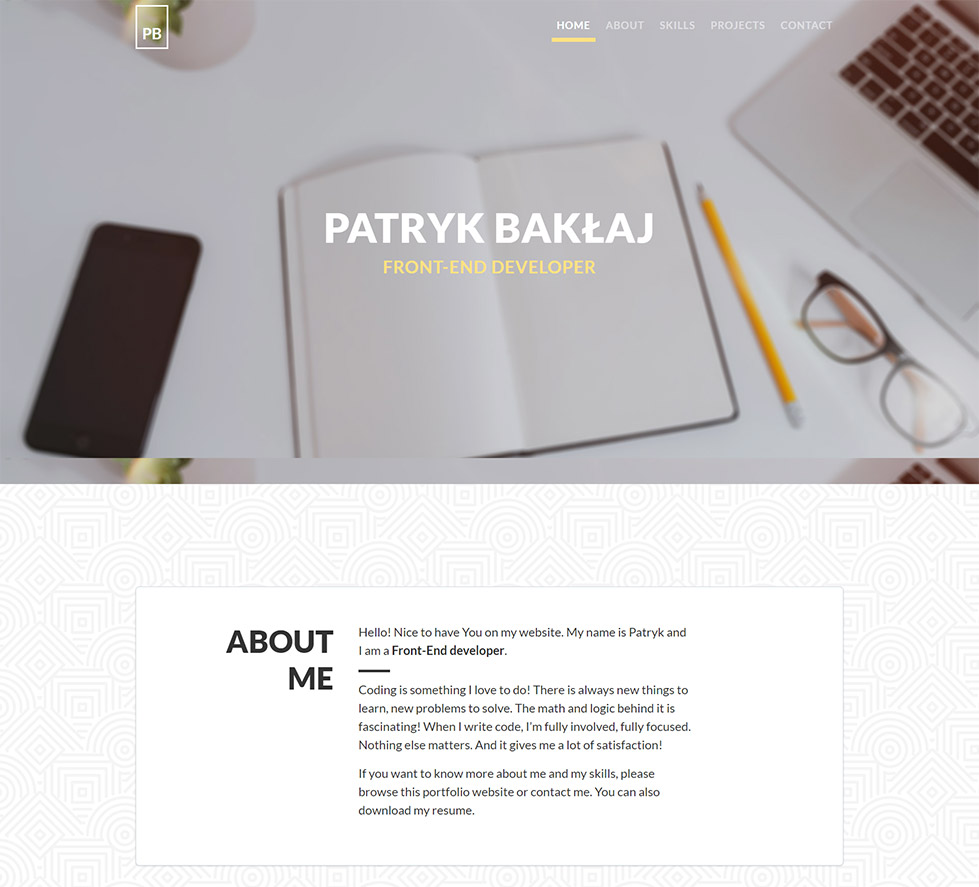 PB
HOME ABOUT SKILLS PROJECTS CONTACT
PATRYK BAKŁAJ
FRONT-END DEVELOPER
ABOUT
ME
Hello! Nice to have You on my website. My name is Patryk and
I am a Front-End developer.
Coding is something I love to do! There is always new things to
learn, new problems to solve. The math and logic behind it is
fascinating! When I write code, I'm fully involved, fully focused.
Nothing else matters. And it gives me a lot of satisfaction!
If you want to know more about me and my skills, please
browse this portfolio website or contact me. You can also
download my resume.